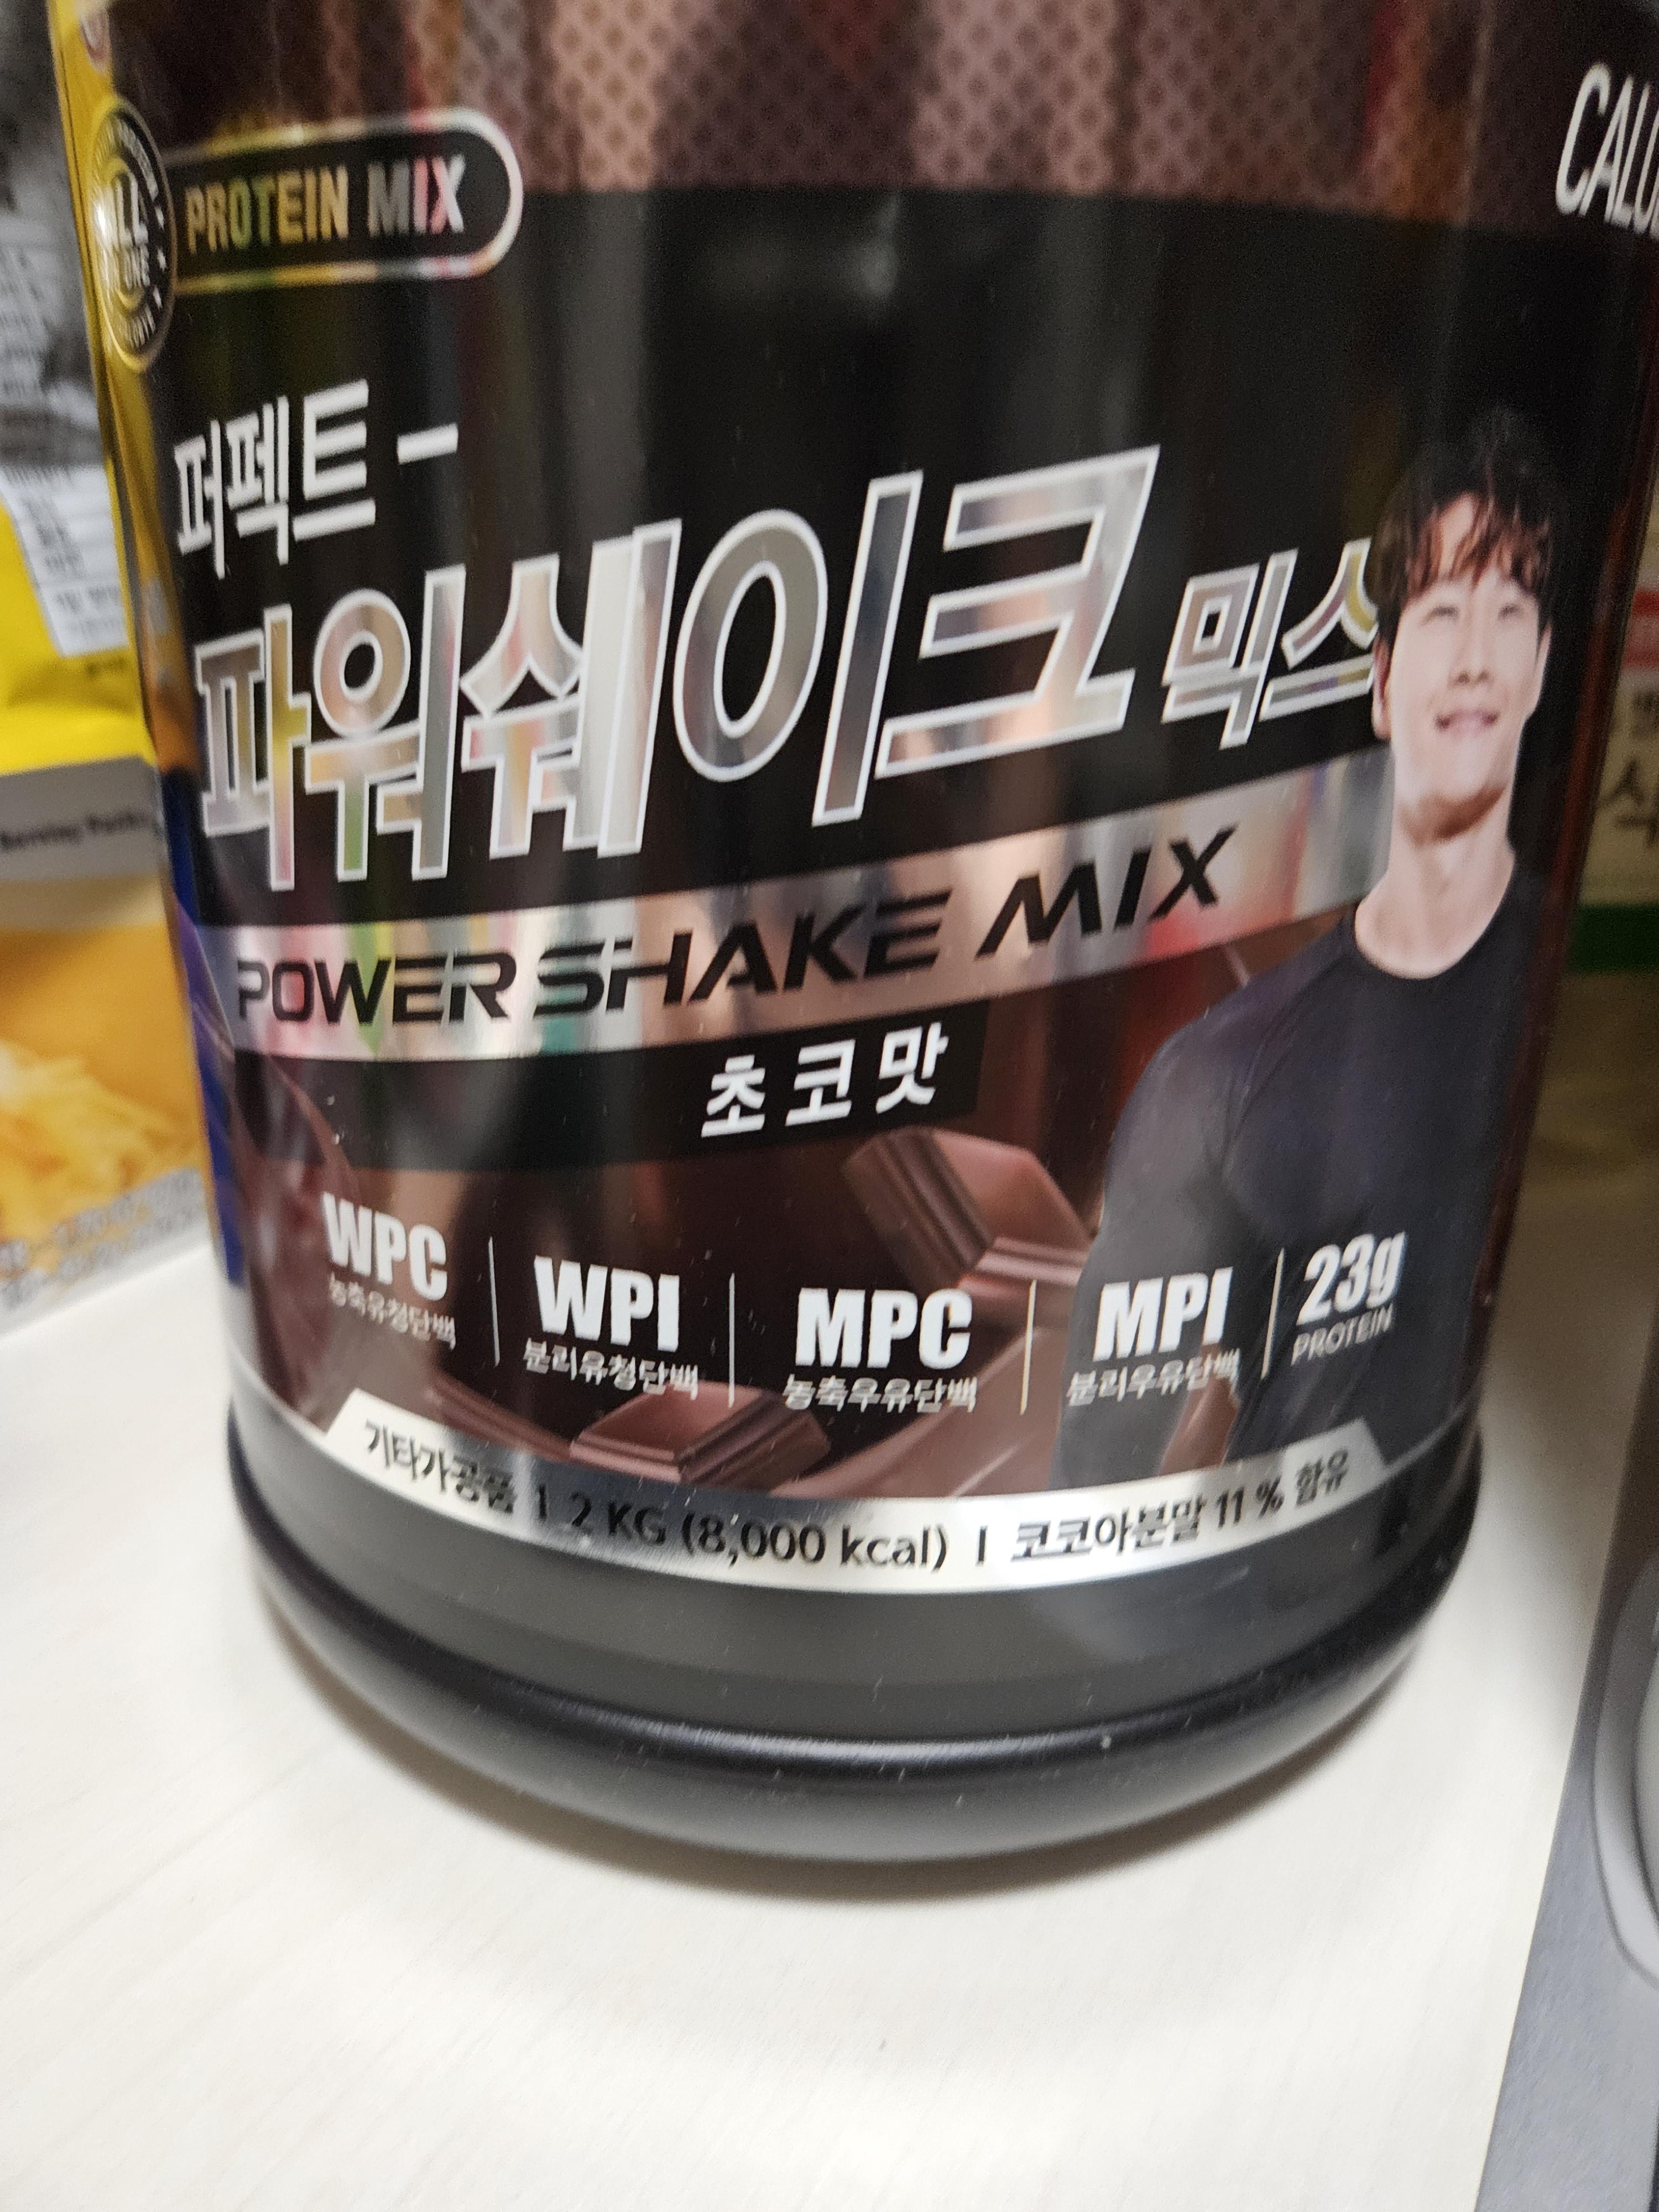 PROTEIN MIX
퍼펙트 -
파워쉐이크 믹스
POWER SHAKE MIX
초코맛
WPC
농축유청단백
WPI
분리유청단백
MPC
농축우유단백
MPI
분리우유단백
23g
PROTEIN
기타가공품 | 2 KG (8,000 kcal) | 코코아분말 11 % 함유